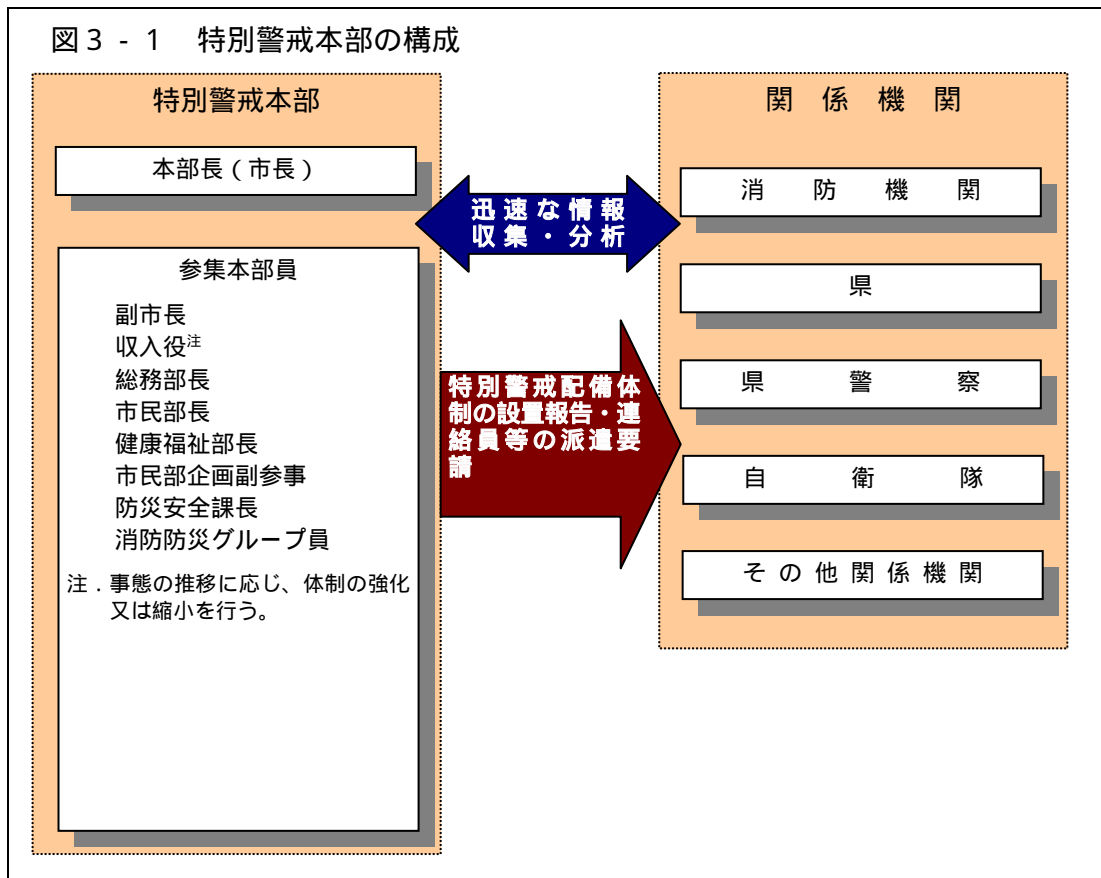 図３-１　特別警戒本部の構成
特別警戒本部
本部長（市長）
参集本部員
副市長
収入役注
総務部長
市民部長
健康福祉部長
市民部企画副参事
防災安全課長
消防防災グループ員
注．事態の推移に応じ、体制の強化
又は縮小を行う。
迅速な情報
収集・分析
特別警戒配備体
制の設置報告・連
絡員等の派遣要
請
関係機関
消防機関
県
県警察
自衛隊
その他関係機関